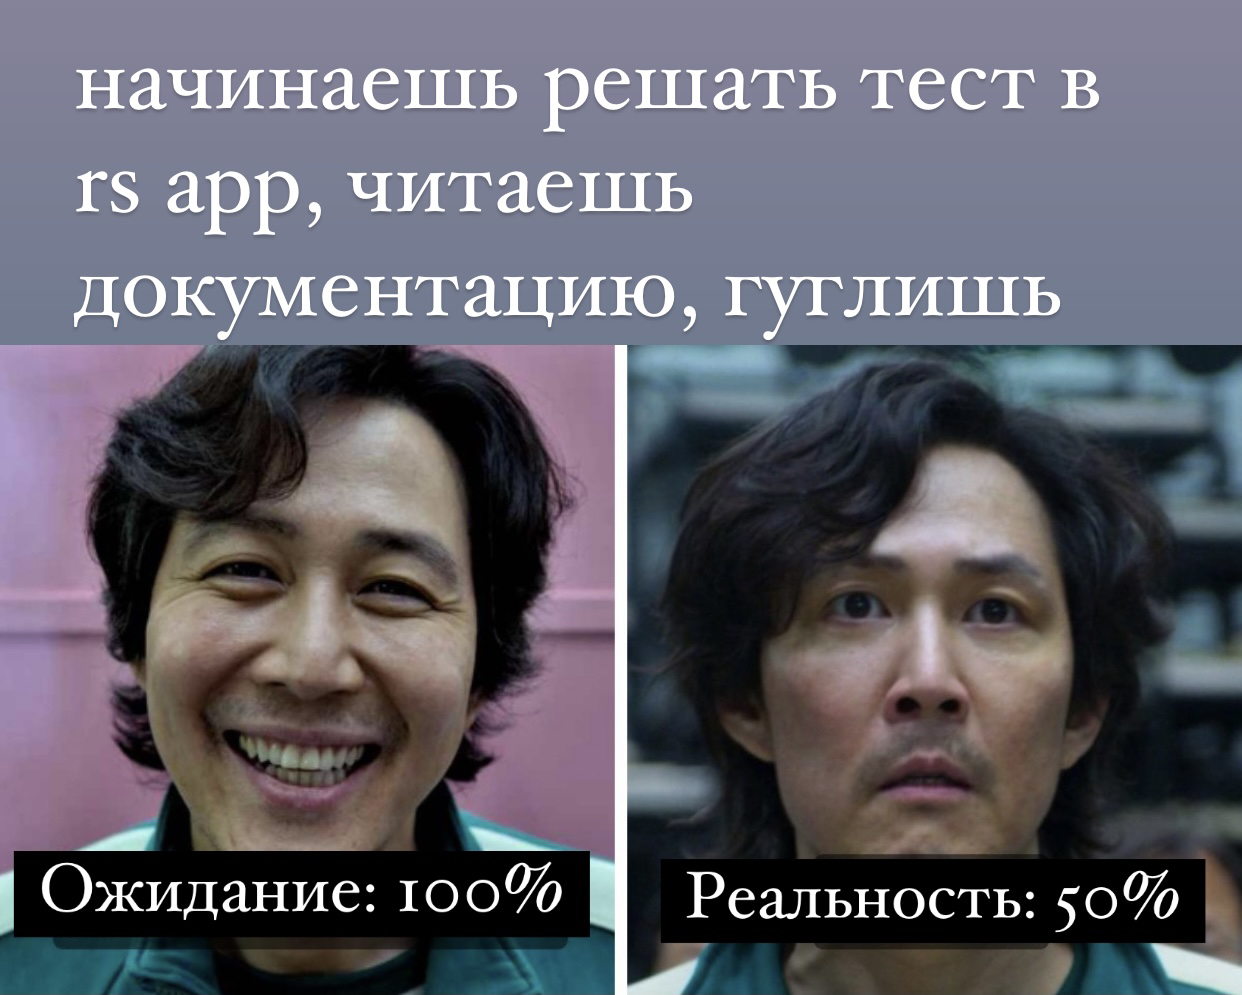 начинаешь решать тест в
rs app, читаешь
документацию, гуглишь
Ожидание: 100%
Реальность: 50%